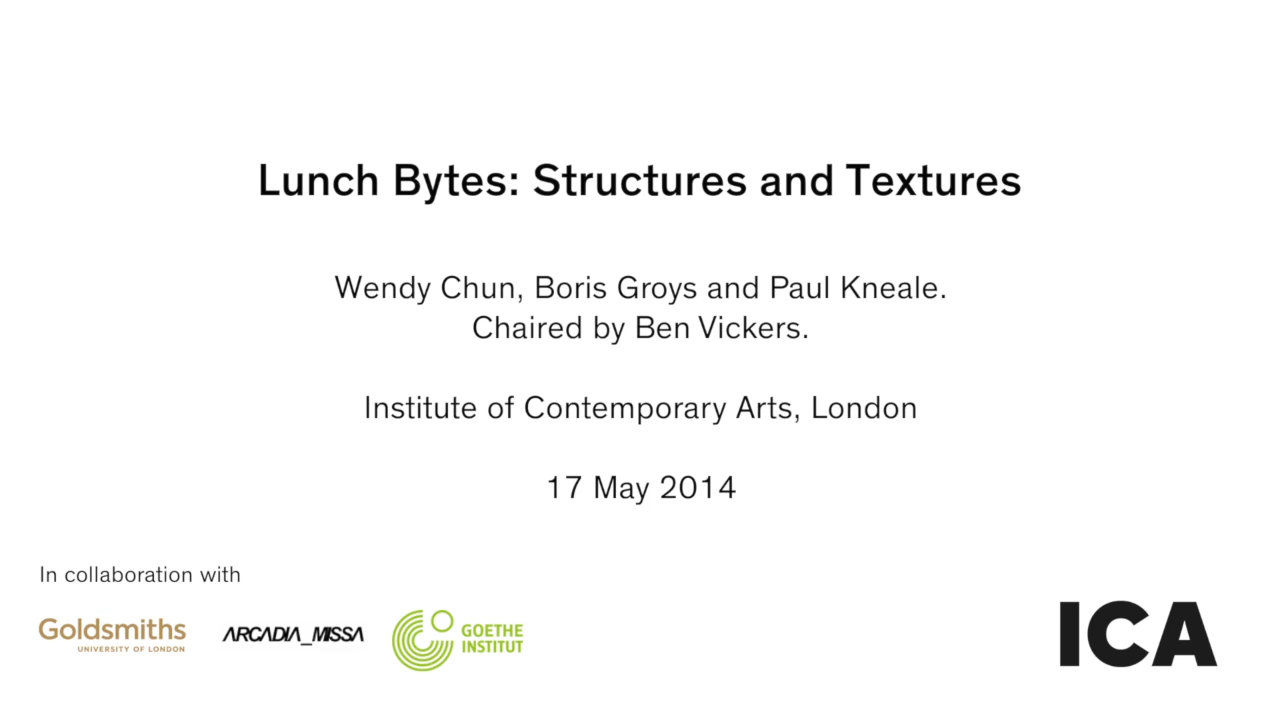 Lunch Bytes: Structures and Textures
Wendy Chun, Boris Groys and Paul Kneale.
Chaired by Ben Vickers.
Institute of Contemporary Arts, London
17 May 2014
In collaboration with
Goldsmiths
UNIVERSITY OF LONDON
ARCADIA_MISSA
GOETHE
INSTITUT
ICA